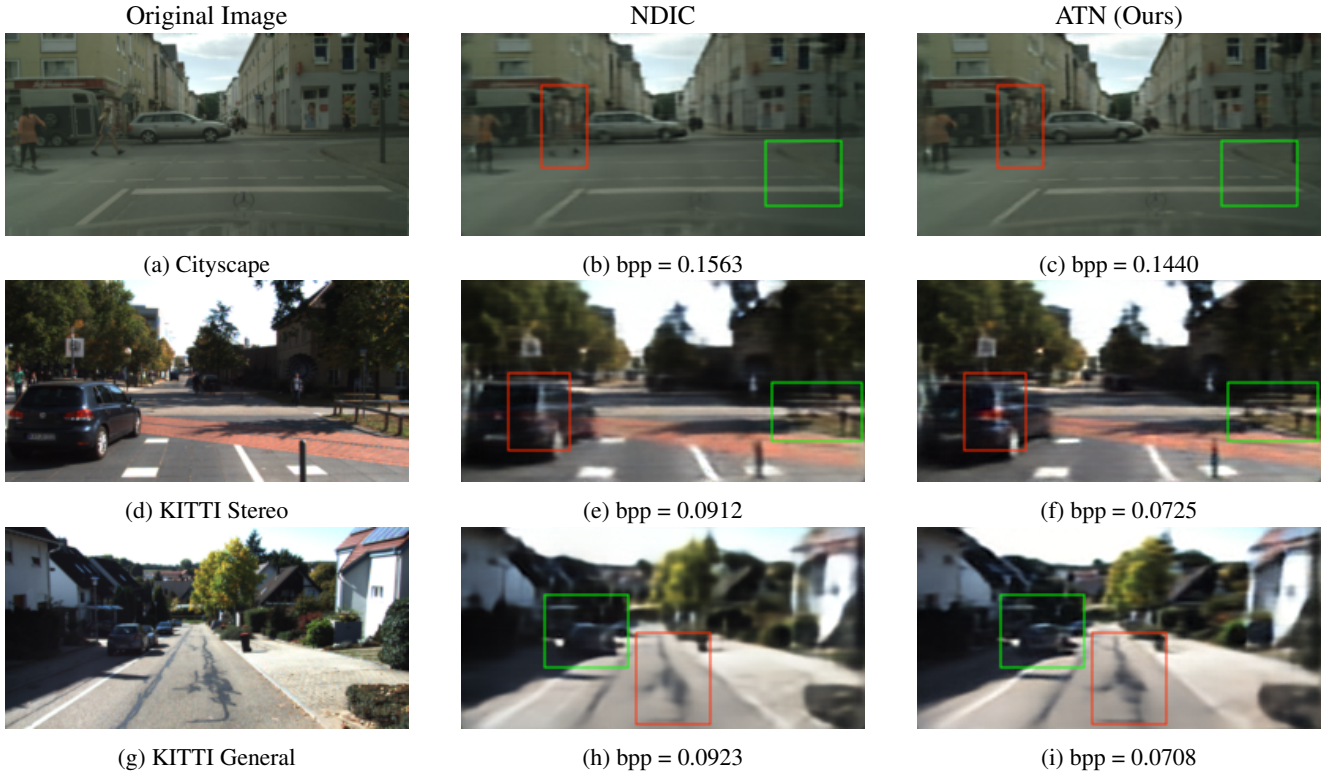 Original Image NDIC ATN (Ours)
(a) Cityscape (b) bpp = 0.1563 (c) bpp = 0.1440
(d) KITTI Stereo (e) bpp = 0.0912 (f) bpp = 0.0725
(g) KITTI General (h) bpp = 0.0923 (i) bpp = 0.0708